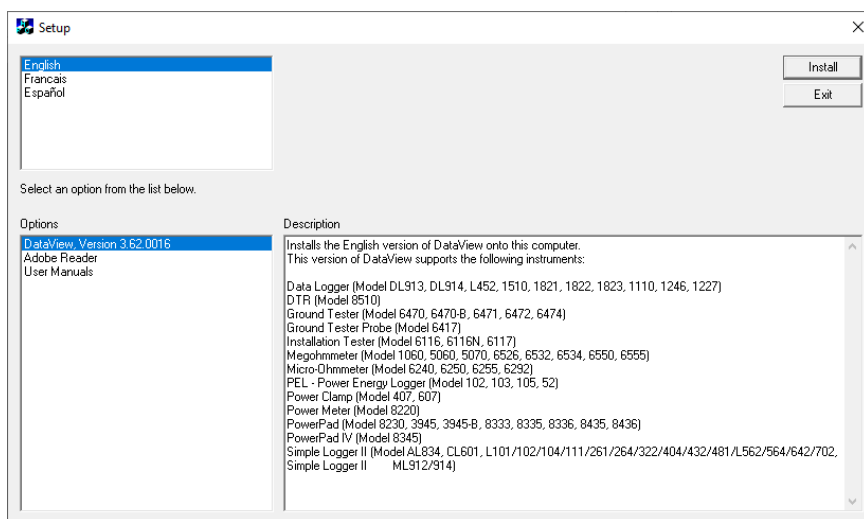 Setup
English
Francais
Español
Install
Exit
Select an option from the list below.
Options
DataView, Version 3.62.0016
Adobe Reader
User Manuals
Description
Installs the English version of DataView onto this computer.
This version of DataView supports the following instruments:
Data Logger (Model DL913, DL914, L452, 1510, 1821, 1822, 1823, 1110, 1246, 1227)
DTR (Model 8510)
Ground Tester (Model 6470, 6470-B, 6471, 6472, 6474)
Ground Tester Probe (Model 6417)
Installation Tester (Model 6116, 6116N, 6117)
Megohmmeter (Model 1060, 5060, 5070, 6526, 6532, 6534, 6550, 6555)
Micro-Ohmmeter (Model 6240, 6250, 6255, 6292)
PEL - Power Energy Logger (Model 102, 103, 105, 52)
Power Clamp (Model 407, 607)
Power Meter (Model 8220)
PowerPad (Model 8230, 3945, 3945-B, 8333, 8335, 8336, 8435, 8436)
PowerPad IV (Model 8345)
Simple Logger II (Model AL834, CL601, L101/102/104/111/261/264/322/404/432/481/L562/564/642/702,
Simple Logger II ML912/914)